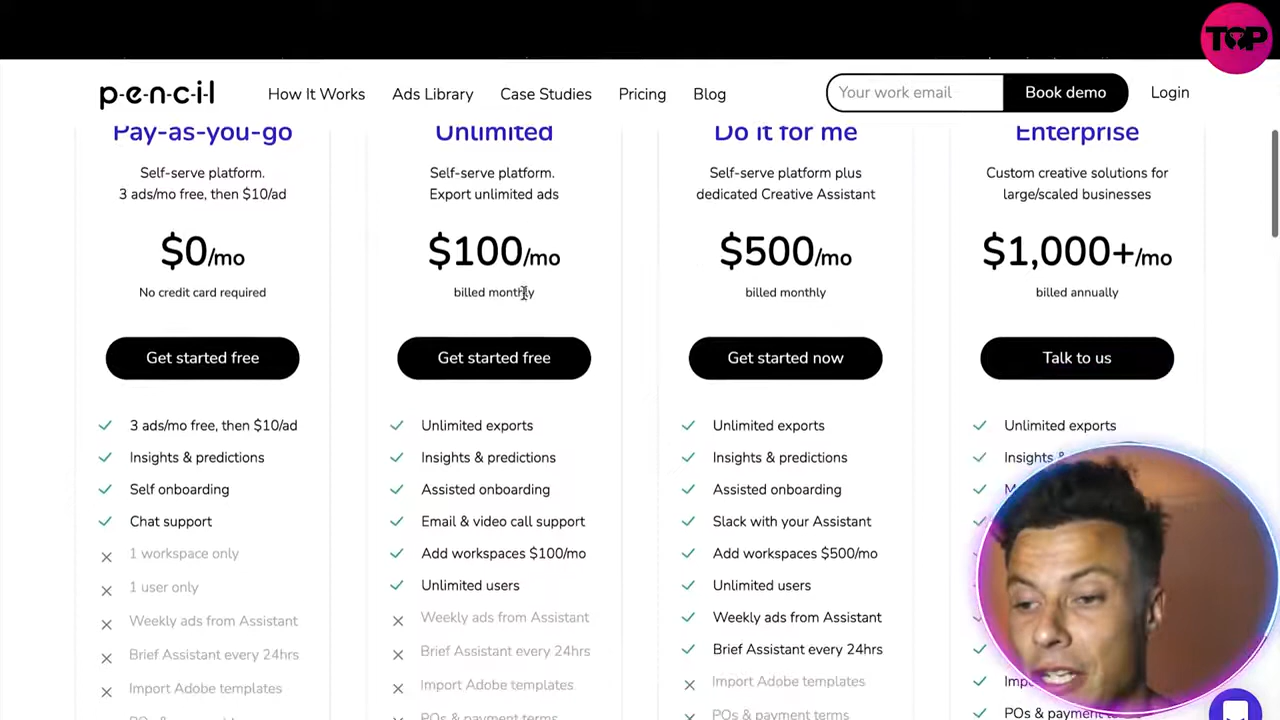 TOP
p-e-n-c-i-l
How It Works
Ads Library
Case Studies
Pricing
Blog
Your work email
Book demo
Login
Pay-as-you-go
Self-serve platform.
3 ads/mo free, then $10/ad
$0/mo
No credit card required
Get started free
3 ads/mo free, then $10/ad
Insights & predictions
Self onboarding
Chat support
1 workspace only
1 user only
Weekly ads from Assistant
Brief Assistant every 24hrs
Import Adobe templates
Unlimited
Self-serve platform.
Export unlimited ads
$100/mo
billed monthly
Get started free
Unlimited exports
Insights & predictions
Assisted onboarding
Email & video call support
Add workspaces $100/mo
Unlimited users
Weekly ads from Assistant
Brief Assistant every 24hrs
Import Adobe templates
POs & payment terms
Do it for me
Self-serve platform plus
dedicated Creative Assistant
$500/mo
billed monthly
Get started now
Unlimited exports
Insights & predictions
Assisted onboarding
Slack with your Assistant
Add workspaces $500/mo
Unlimited users
Weekly ads from Assistant
Brief Assistant every 24hrs
Import Adobe templates
POs & payment terms
Enterprise
Custom creative solutions for
large/scaled businesses
$1,000+/mo
billed annually
Talk to us
Unlimited exports
Insights &
POs & payment